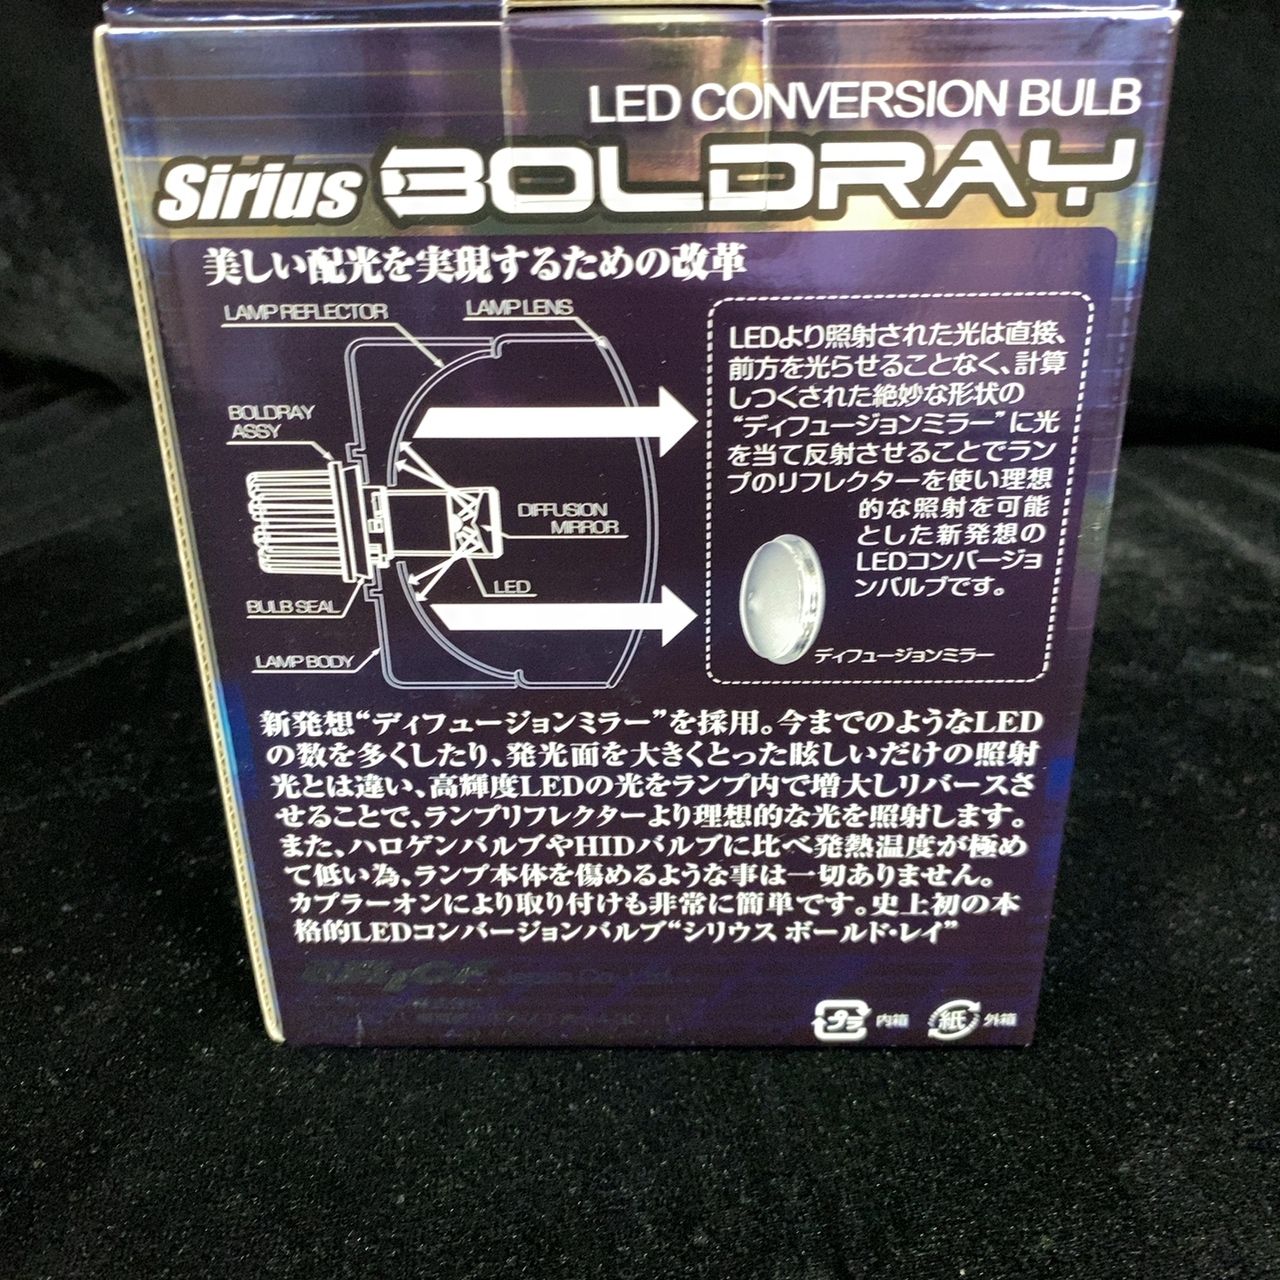 LED CONVERSION BULB
Sirius BOLDRAY
美しい配光を実現するための改革
LAMP REFLECTOR
LAMP LENS
BOLDRAY
ASSY
DIFFUSION
MIRROR
LED
BULB SEAL
LAMP BODY
LEDより照射された光は直接、
前方を光らせることなく、計算
しつくされた絶妙な形状の
“ディフュージョンミラー”に光
を当て反射させることでラン
プのリフレクターを使い理想
的な照射を可能
とした新発想の
LEDコンバージョ
ンバルブです。
ディフュージョンミラー
新発想“ディフュージョンミラー”を採用。今までのようなLED
の数を多くしたり、発光面を大きくとった眩しいだけの照射
光とは違い、高輝度LEDの光をランプ内で増大しリバースさ
せることで、ランプリフレクターより理想的な光を照射します。
また、ハロゲンバルブやHIDバルブに比べ発熱温度が極め
て低い為、ランプ本体を傷めるような事は一切ありません。
カプラーオンにより取り付けも非常に簡単です。史上初の本
格的LEDコンバージョンバルブ“シリウス ボールド・レイ”
プラ 内箱 紙 外箱